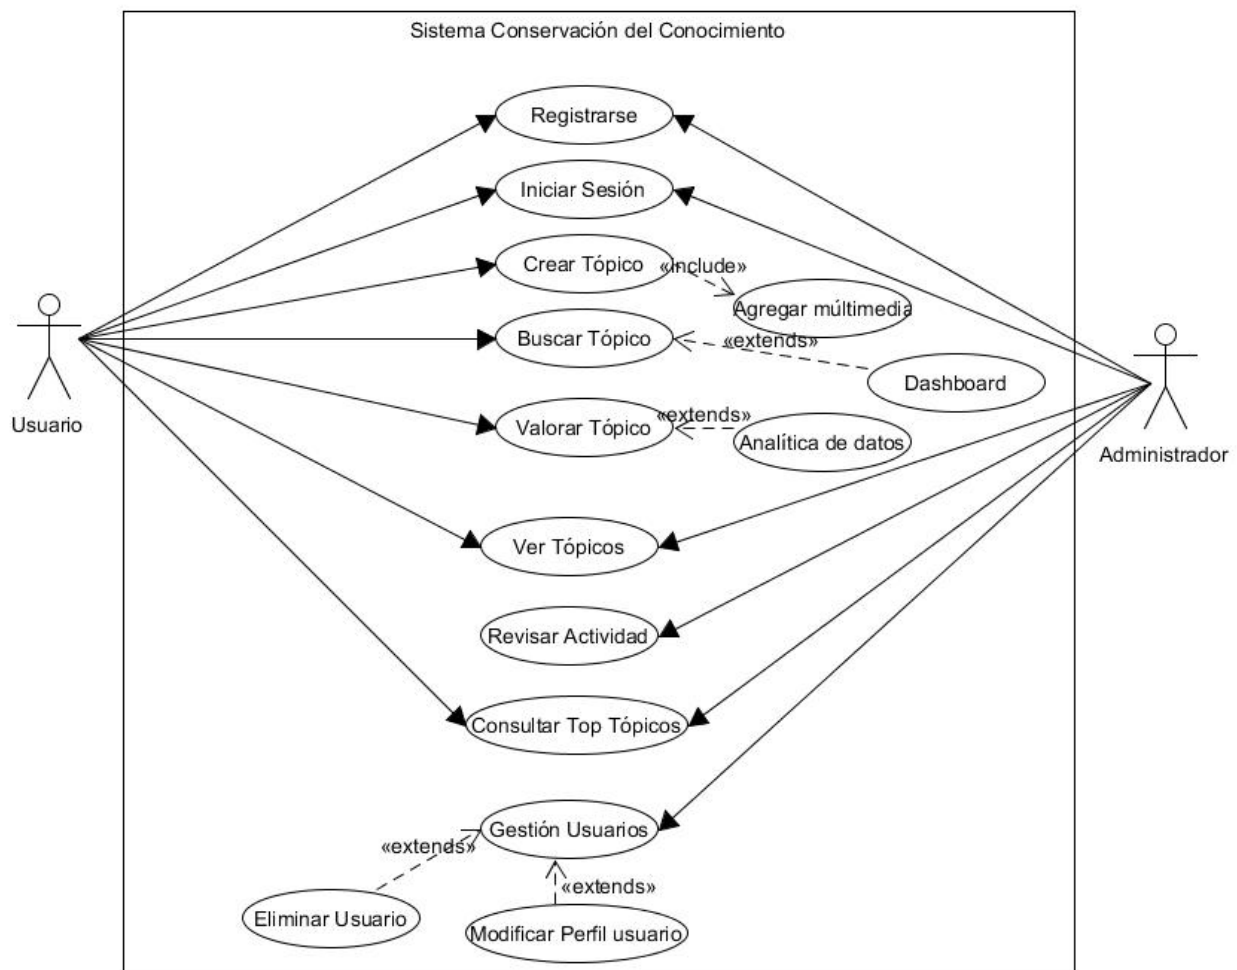 Sistema Conservación del Conocimiento
Registrarse
Iniciar Sesión
Crear Tópico
«include»
Agregar múltimedia
Buscar Tópico
«extends»
Dashboard
Usuario
Valorar Tópico
«extends»
Analítica de datos
Administrador
Ver Tópicos
Revisar Actividad
Consultar Top Tópicos
Gestión Usuarios
«extends»
«extends»
Eliminar Usuario
Modificar Perfil usuario